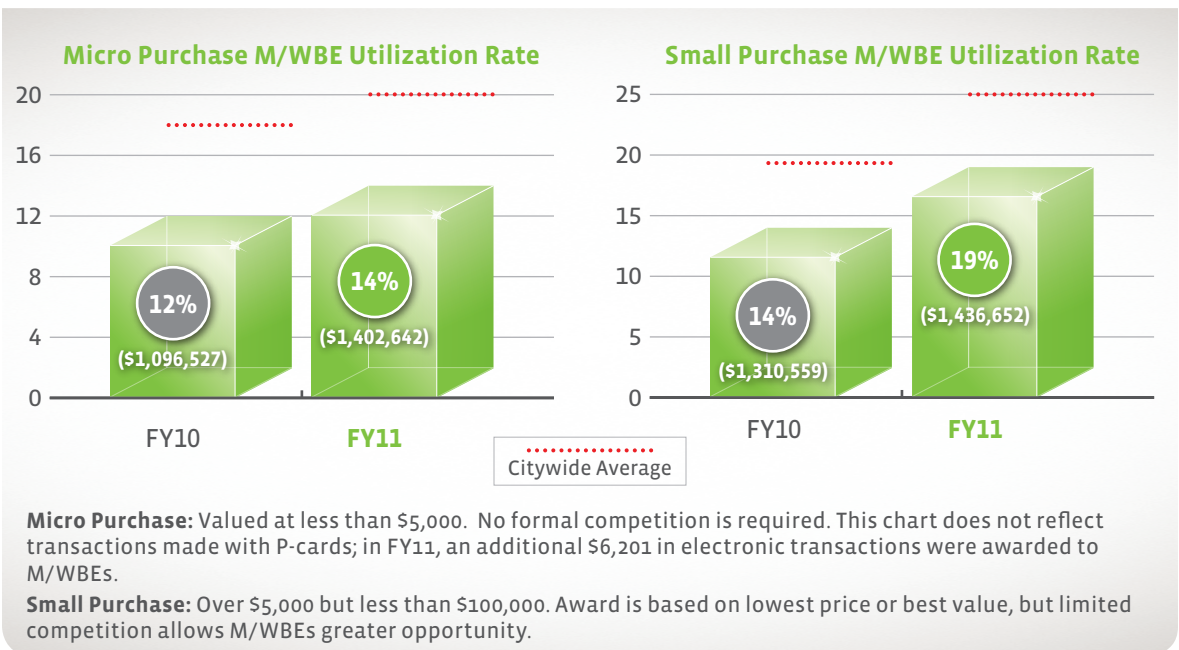 Micro Purchase M/WBE Utilization Rate
20
16
12
8
4
0
12%
($1,096,527)
14%
($1,402,642)
FY10
FY11
Small Purchase M/WBE Utilization Rate
25
20
15
10
5
0
14%
($1,310,559)
19%
($1,436,652)
FY10
FY11
Citywide Average
Micro Purchase: Valued at less than $5,000.  No formal competition is required. This chart does not reflect
transactions made with P-cards; in FY11, an additional $6,201 in electronic transactions were awarded to
M/WBEs.
Small Purchase: Over $5,000 but less than $100,000. Award is based on lowest price or best value, but limited
competition allows M/WBEs greater opportunity.